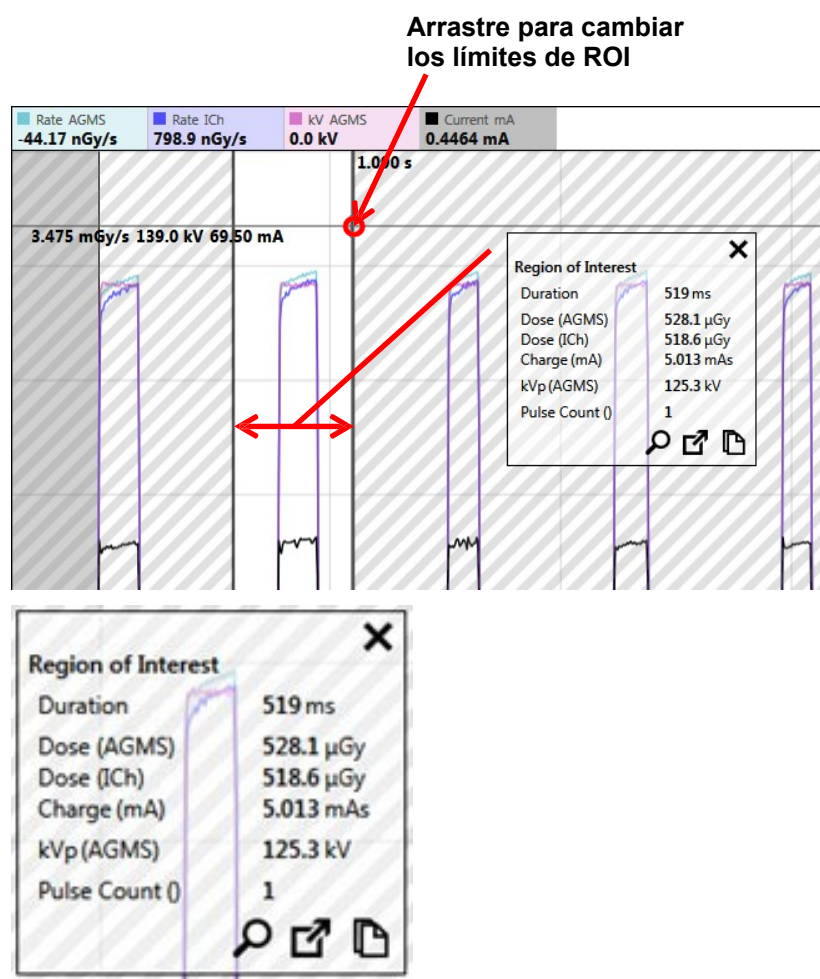 Arrastre para cambiar
los límites de ROI
Rate AGMS
-44.17 nGy/s
Rate ICh
798.9 nGy/s
kV AGMS
0.0 kV
Current mA
0.4464 mA
1.090 s
3.475 mGy/s 139.0 kV 69.50 mA
Region of Interest
Duration 519 ms
Dose (AGMS) 528.1 µGy
Dose (ICh) 518.6 µGy
Charge (mA) 5.013 mAs
kVp (AGMS) 125.3 kV
Pulse Count () 1
Region of Interest
Duration 519 ms
Dose (AGMS) 528.1 µGy
Dose (ICh) 518.6 µGy
Charge (mA) 5.013 mAs
kVp (AGMS) 125.3 kV
Pulse Count () 1